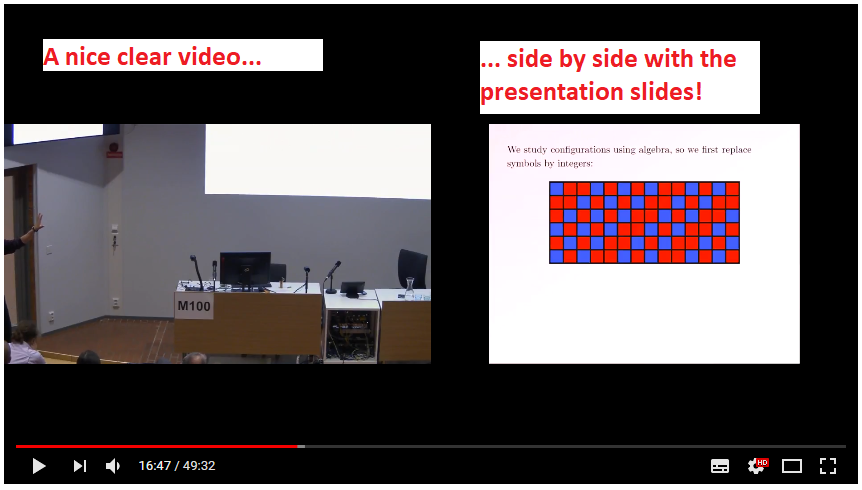 A nice clear video...
... side by side with the
presentation slides!
We study configurations using algebra, so we first replace
symbols by integers:
M100
16:47 / 49:32
HD